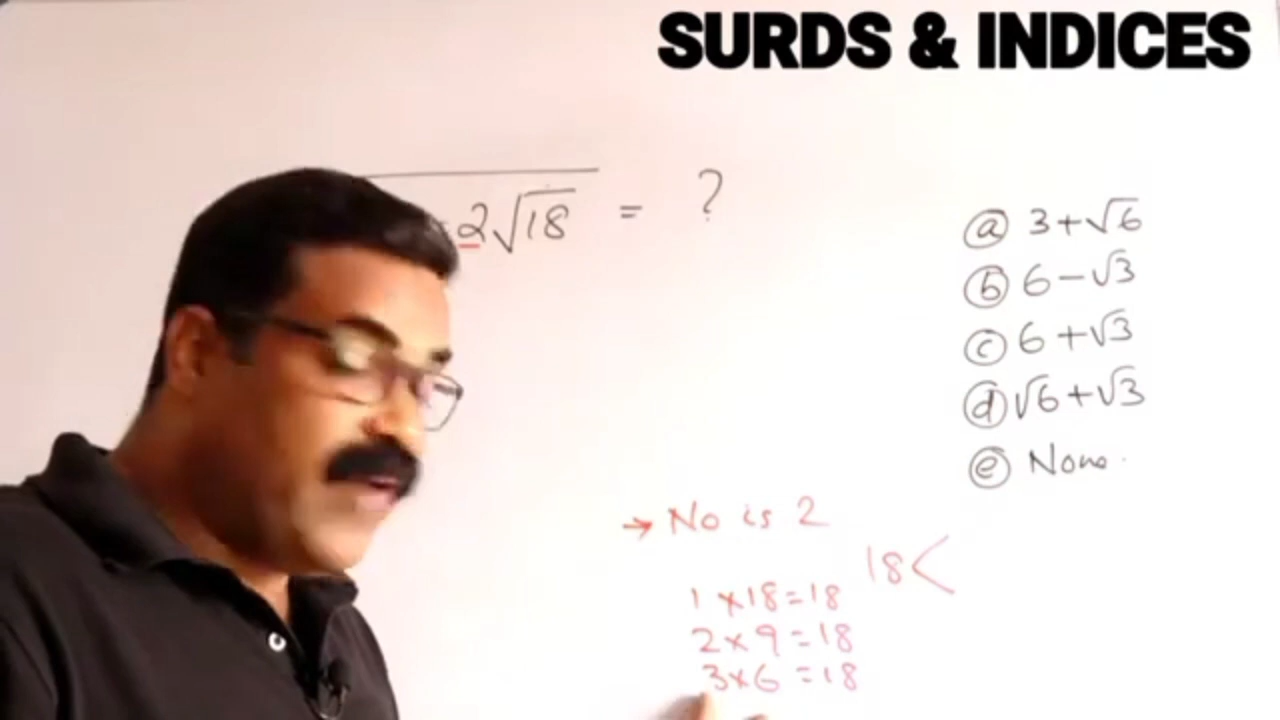 SURDS & INDICES
2√18 = ?
ⓐ 3+√6
ⓑ 6-√3
ⓒ 6+√3
ⓓ √6+√3
ⓔ None.
→ No is 2
18<
1×18=18
2×9=18
3×6=18